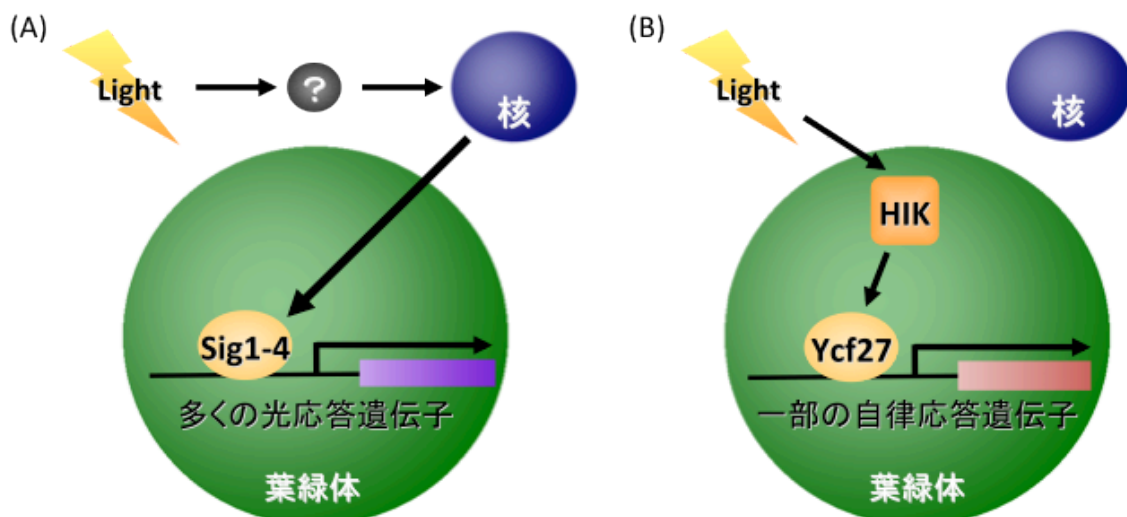 (A)
Light
?
核
Sig1-4
多くの光応答遺伝子
葉緑体
(B)
Light
核
HIK
Ycf27
一部の自律応答遺伝子
葉緑体